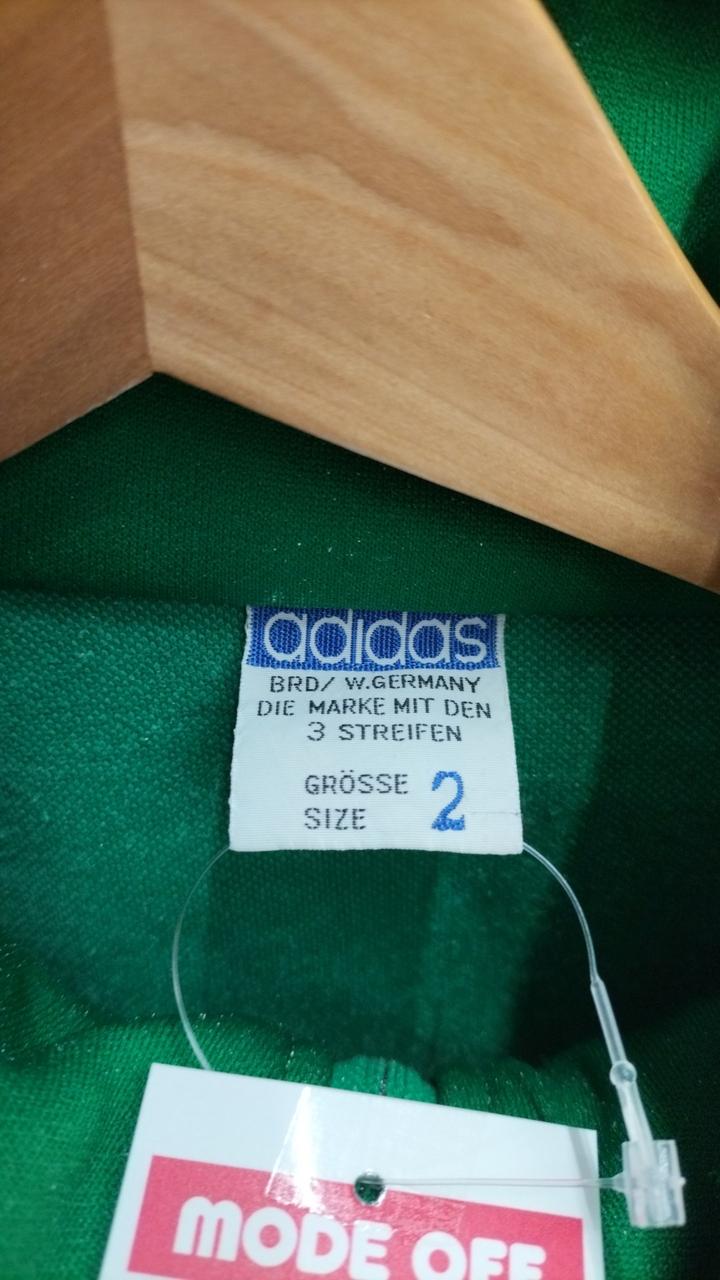 adidas
BRD/ W.GERMANY
DIE MARKE MIT DEN
3 STREIFEN
GRÖSSE 2
SIZE
MODE OFF